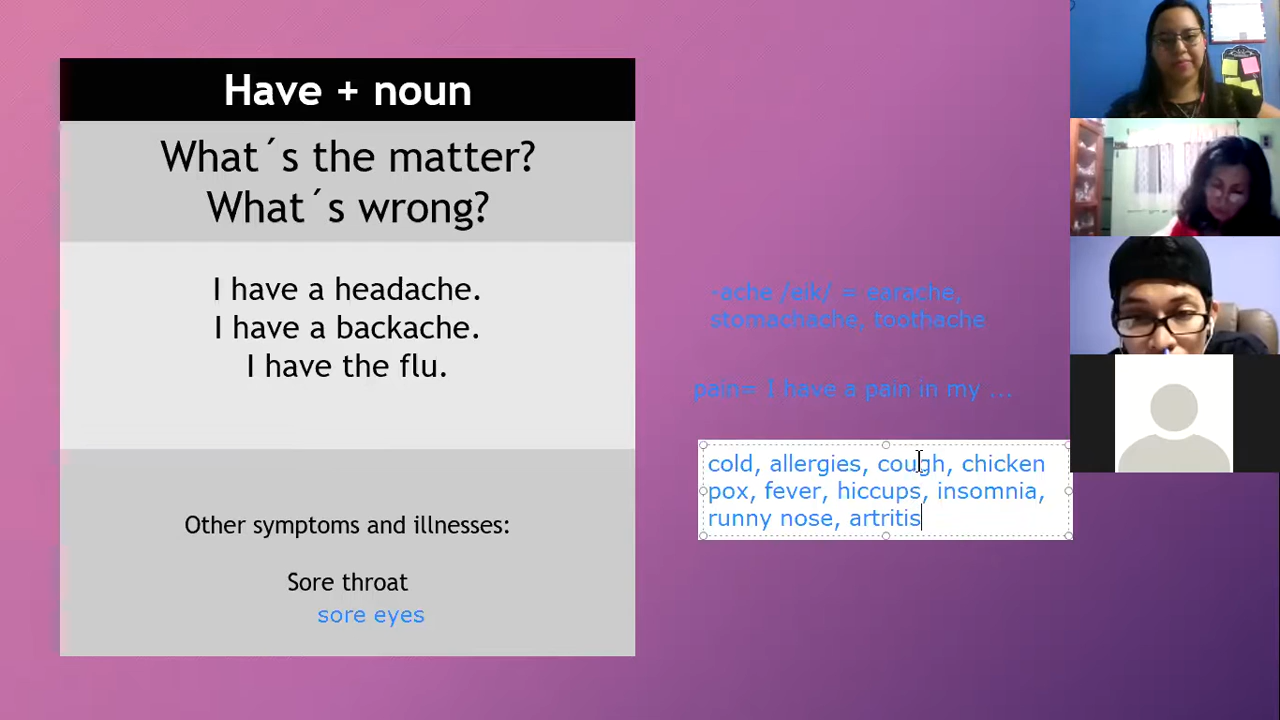 Have + noun
What´s the matter?
What´s wrong?
I have a headache.
I have a backache.
I have the flu.
Other symptoms and illnesses:
Sore throat
sore eyes
-ache /eik/ = earache,
stomachache, toothache
pain= I have a pain in my ...
cold, allergies, cough, chicken
pox, fever, hiccups, insomnia,
runny nose, artritis